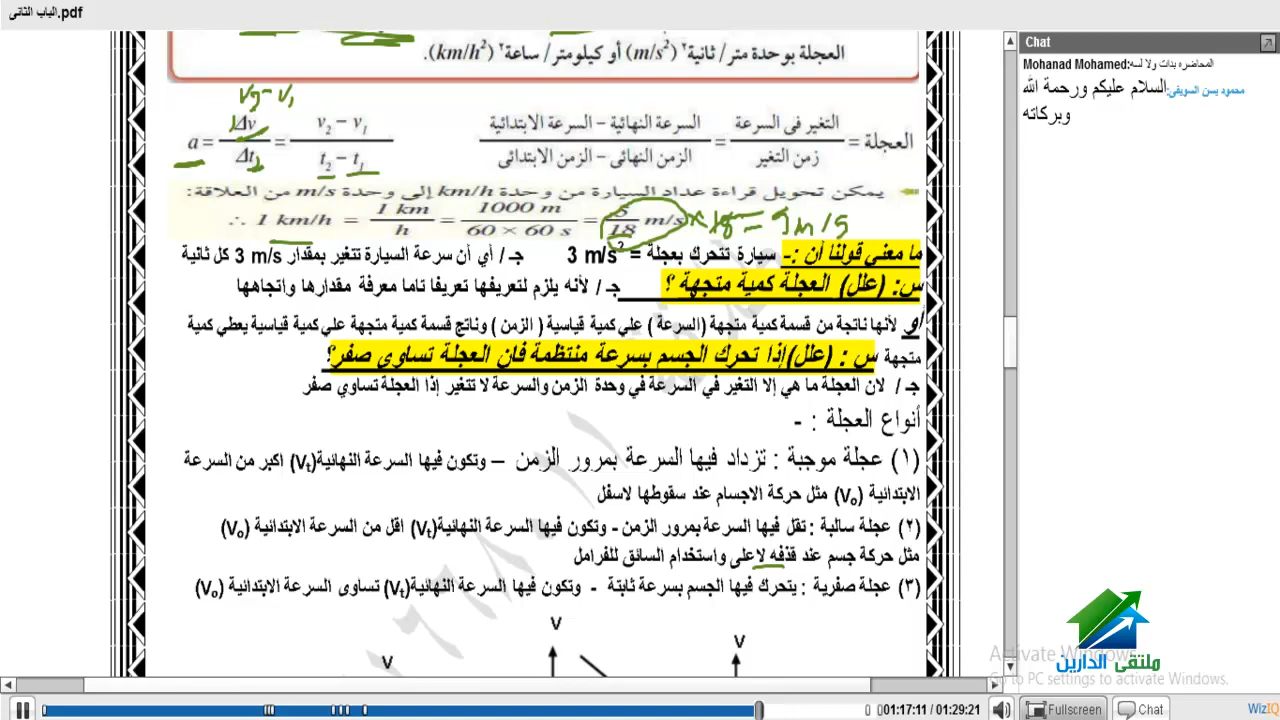 الباب الثانى.pdf
العجلة بوحدة متر/ ثانية² (m/s²) أو كيلومتر/ ساعة² (km/h²).
v₂ - v₁
العجلة = التغير فى السرعة / زمن التغير = السرعة النهائية – السرعة الابتدائية / الزمن النهائى – الزمن الابتدائى
a = Δv / Δt = v₂ − v₁ / t₂ − t₁
يمكن تحويل قراءة عداد السيارة من وحدة km/h إلى وحدة m/s من العلاقة:
∴ 1 km/h = 1 km / h = 1000 m / 60 × 60 s = 5 / 18 m/s × 18 = 5 m/s
ما معني قولنا أن :- سيارة تتحرك بعجلة = 3 m/s² جـ / أي أن سرعة السيارة تتغير بمقدار 3 m/s كل ثانية
س: (علل) العجلة كمية متجهة ؟ جـ / لأنه يلزم لتعريفها تعريفا تاما معرفة مقدارها واتجاهها
أو لأنها ناتجة من قسمة كمية متجهة (السرعة ) علي كمية قياسية ( الزمن ) وناتج قسمة كمية متجهة علي كمية قياسية يعطي كمية
متجهة س : (علل)إذا تحرك الجسم بسرعة منتظمة فان العجلة تساوى صفر؟
جـ / لان العجلة ما هي إلا التغير في السرعة في وحدة الزمن والسرعة لا تتغير إذا العجلة تساوي صفر
أنواع العجلة : -
(١) عجلة موجبة : تزداد فيها السرعة بمرور الزمن – وتكون فيها السرعة النهائية(Vt) اكبر من السرعة
الابتدائية (Vo) مثل حركة الاجسام عند سقوطها لاسفل
(٢) عجلة سالبة : تقل فيها السرعة بمرور الزمن - وتكون فيها السرعة النهائية(Vt) اقل من السرعة الابتدائية (Vo)
مثل حركة جسم عند قذفه لاعلى واستخدام السائق للفرامل
(٣) عجلة صفرية : يتحرك فيها الجسم بسرعة ثابتة - وتكون فيها السرعة النهائية(Vt) تساوى السرعة الابتدائية (Vo)
V
V
V
Chat
Mohanad Mohamed:المحاضره بدات ولا لسه
محمود يسن السويفى:السلام عليكم ورحمة الله
وبركاته
Activate Windows
Go to PC settings to activate Windows.
ملتقى الدارين
01:17:11 / 01:29:21
Fullscreen
Chat
WizIQ